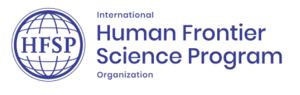 HFSP
International
Human Frontier
Science Program
Organization